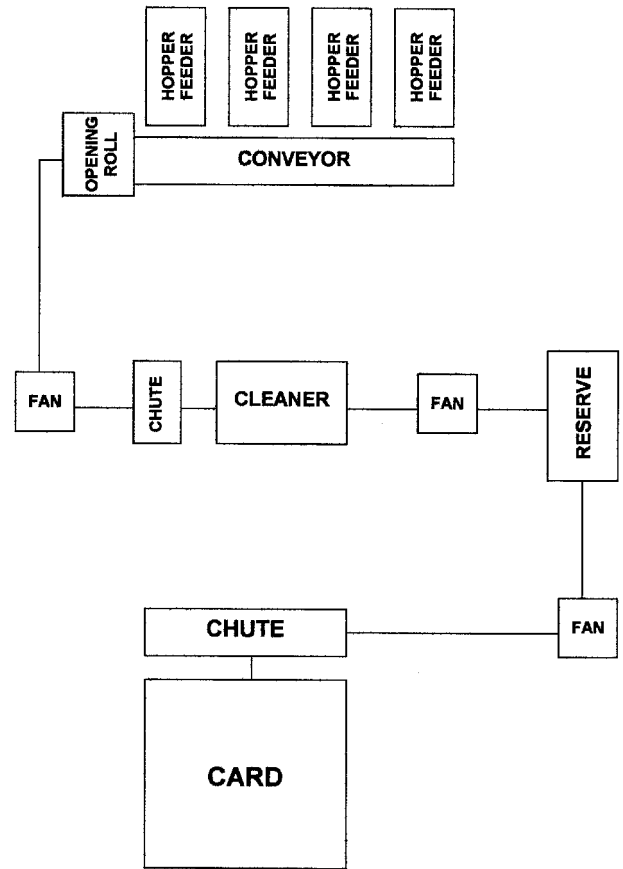 HOPPER
FEEDER
HOPPER
FEEDER
HOPPER
FEEDER
HOPPER
FEEDER
OPENING
ROLL
CONVEYOR
FAN
CHUTE
CLEANER
FAN
RESERVE
CHUTE
FAN
CARD